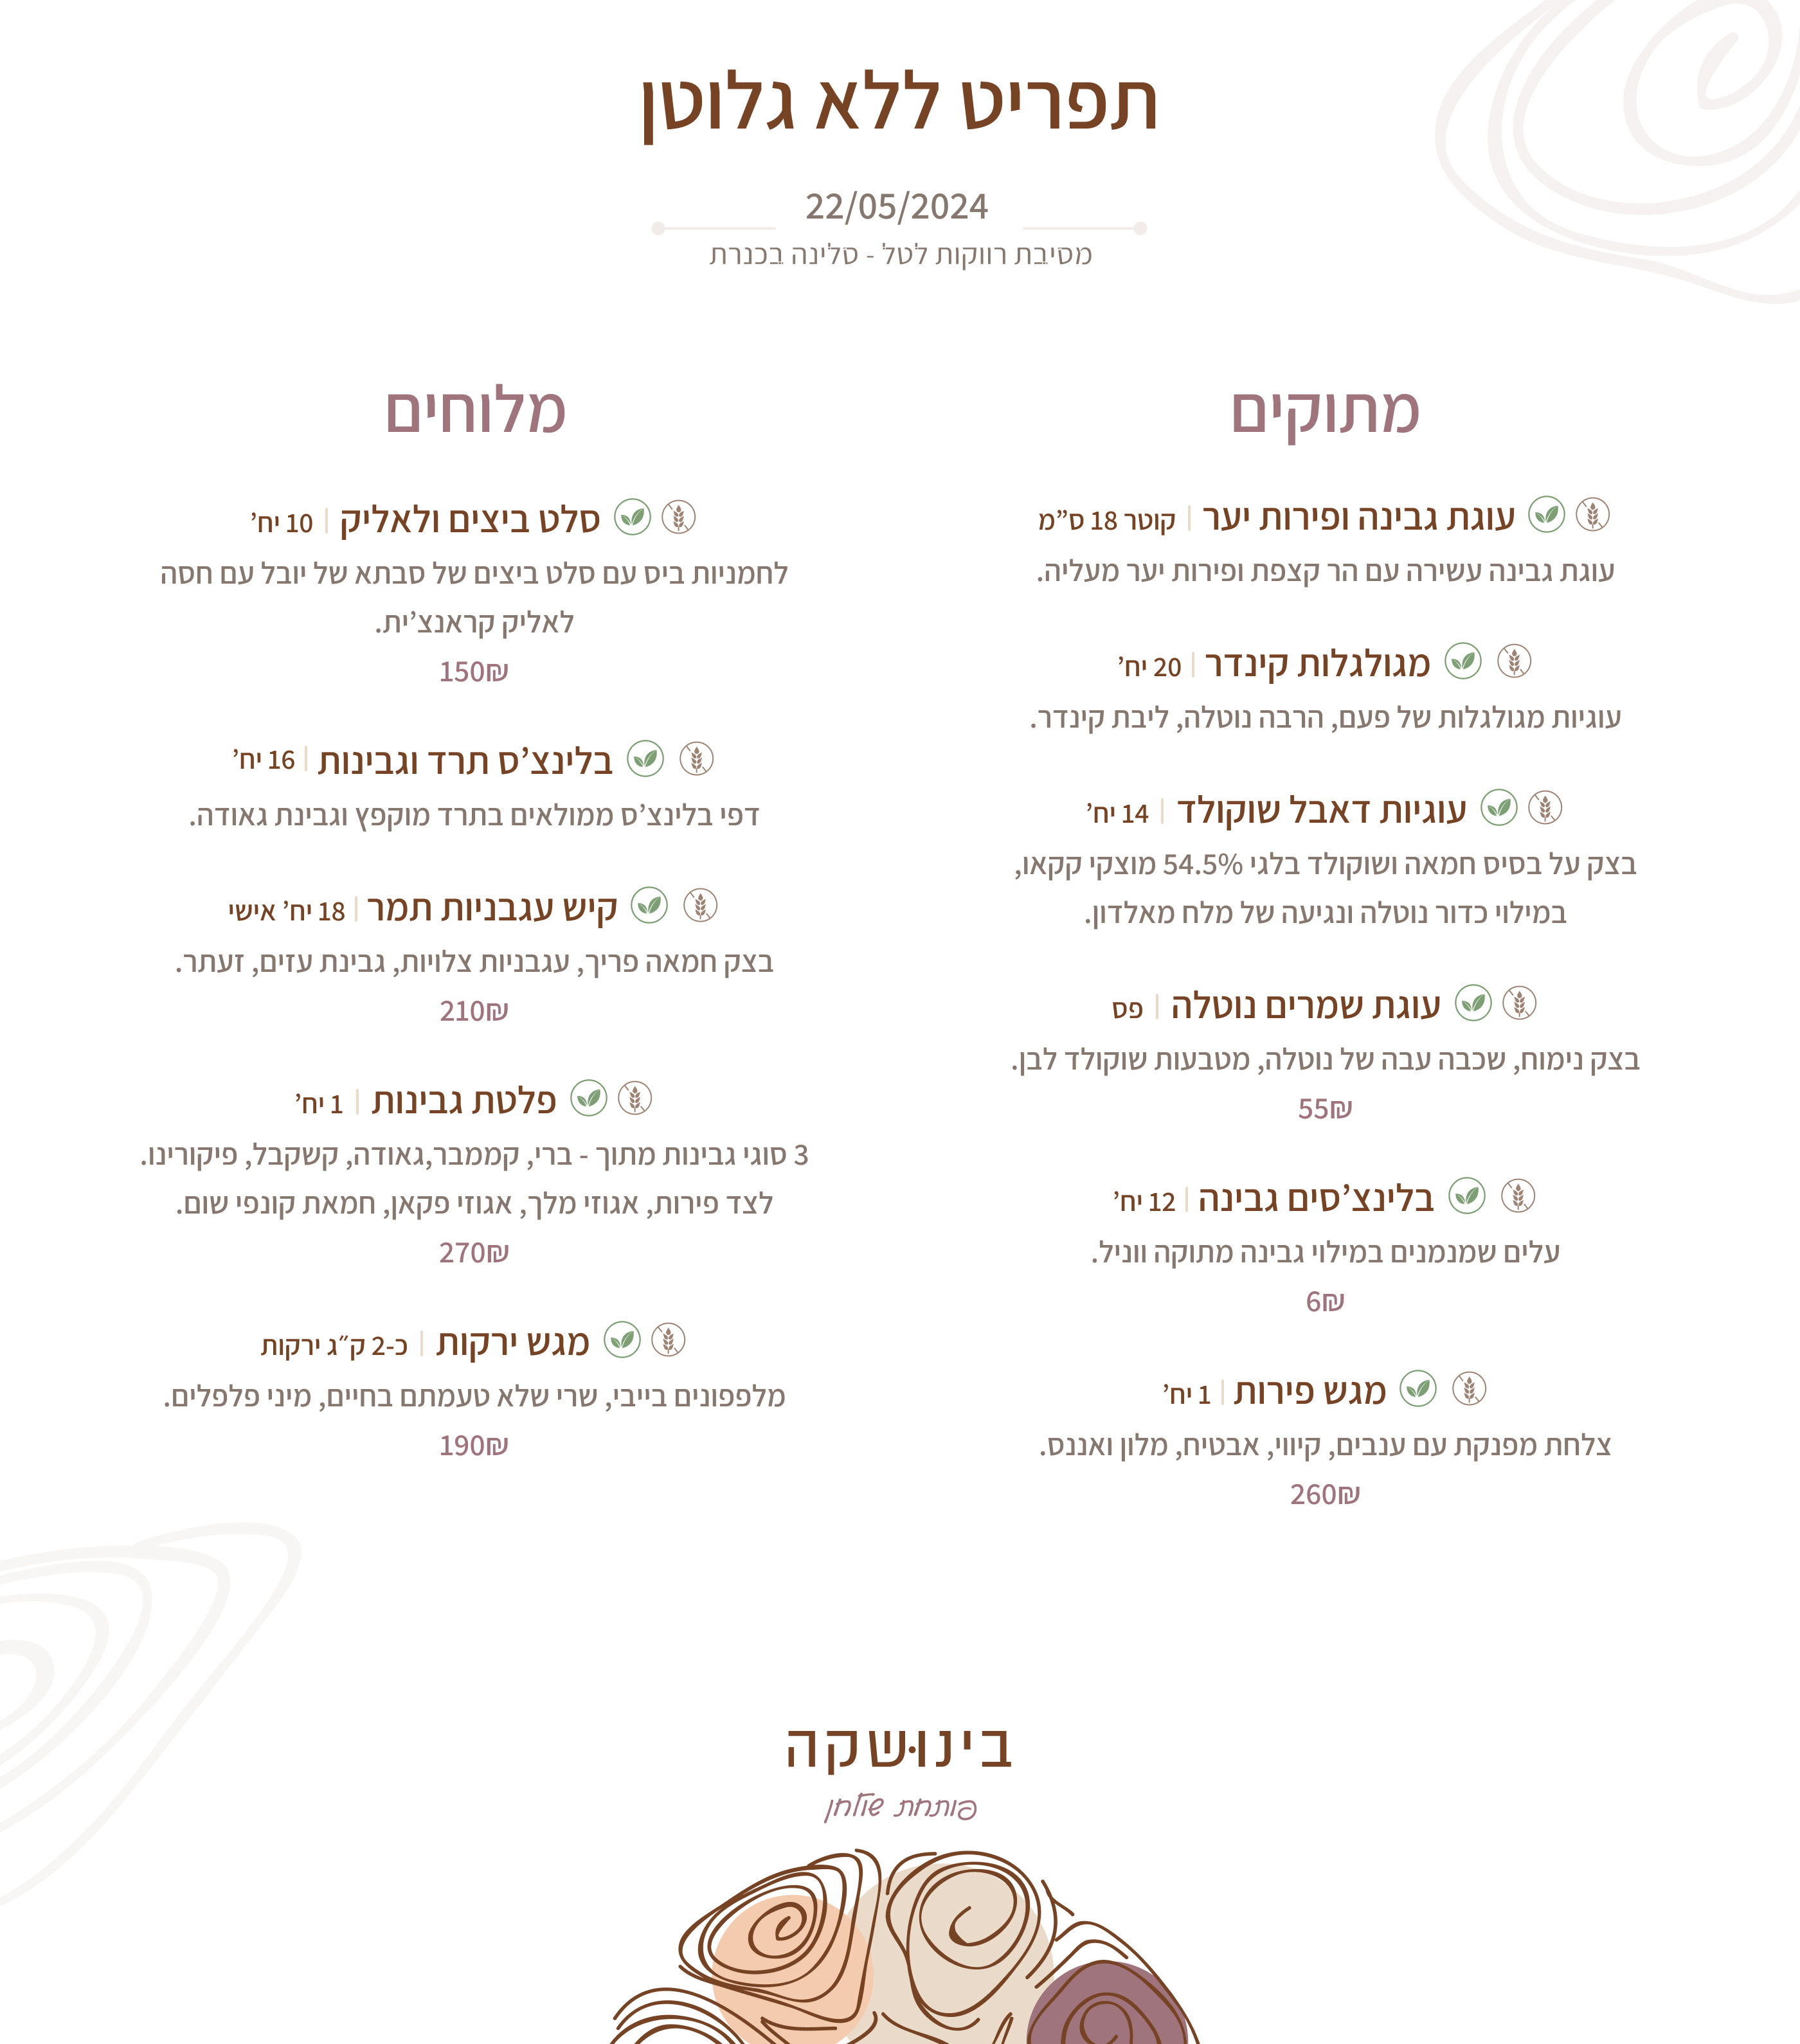 תפריט ללא גלוטן
22/05/2024
מסיבת רווקות לטל - סלינה בכנרת
מתוקים
עוגת גבינה ופירות יער | קוטר 18 ס”מ
עוגת גבינה עשירה עם הר קצפת ופירות יער מעליה.
מגולגלות קינדר | 20 יח’
עוגיות מגולגלות של פעם, הרבה נוטלה, ליבת קינדר.
עוגיות דאבל שוקולד | 14 יח’
בצק על בסיס חמאה ושוקולד בלגי 54.5% מוצקי קקאו,
במילוי כדור נוטלה ונגיעה של מלח מאלדון.
עוגת שמרים נוטלה | פס
בצק נימוח, שכבה עבה של נוטלה, מטבעות שוקולד לבן.
55₪
בלינצ’סים גבינה | 12 יח’
עלים שמנמנים במילוי גבינה מתוקה ווניל.
6₪
מגש פירות | 1 יח’
צלחת מפנקת עם ענבים, קיווי, אבטיח, מלון ואננס.
260₪
מלוחים
סלט ביצים ולאליק | 10 יח’
לחמניות ביס עם סלט ביצים של סבתא של יובל עם חסה
לאליק קראנצ’ית.
150₪
בלינצ’ס תרד וגבינות | 16 יח’
דפי בלינצ’ס ממולאים בתרד מוקפץ וגבינת גאודה.
קיש עגבניות תמר | 18 יח’ אישי
בצק חמאה פריך, עגבניות צלויות, גבינת עזים, זעתר.
210₪
פלטת גבינות | 1 יח’
3 סוגי גבינות מתוך - ברי, קממבר,גאודה, קשקבל, פיקורינו.
לצד פירות, אגוזי מלך, אגוזי פקאן, חמאת קונפי שום.
270₪
מגש ירקות | כ-2 ק״ג ירקות
מלפפונים בייבי, שרי שלא טעמתם בחיים, מיני פלפלים.
190₪
בינוּשקה
פותחת שולחן